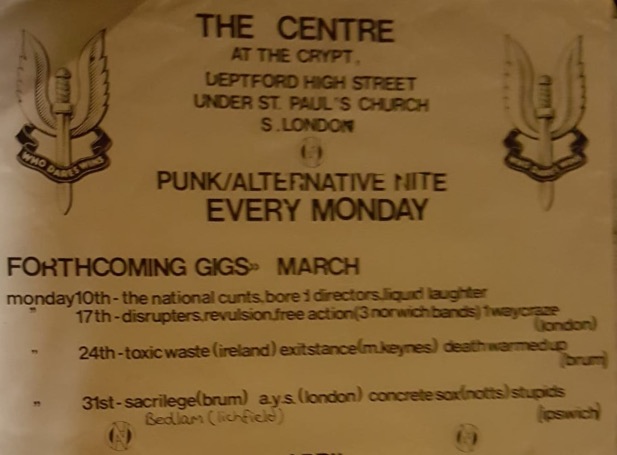 THE CENTRE
AT THE CRYPT,
DEPTFORD HIGH STREET
UNDER ST. PAUL'S CHURCH
S.LONDON
WHO DARES WINS
WHO DARES WINS
PUNK/ALTERNATIVE NITE
EVERY MONDAY
FORTHCOMING GIGS» MARCH
monday10th - the national cunts,bored directors,liquid laughter
" 17th - disrupters,revulsion,free action(3 norwich bands) 1waycraze
(london)
" 24th - toxic waste (ireland) exitstance(m.keynes) death warmed up
(brum)
" 31st - sacrilege(brum) a.y.s. (london) concrete sox(notts) stupids
Bedlam (lichfield) (ipswich)